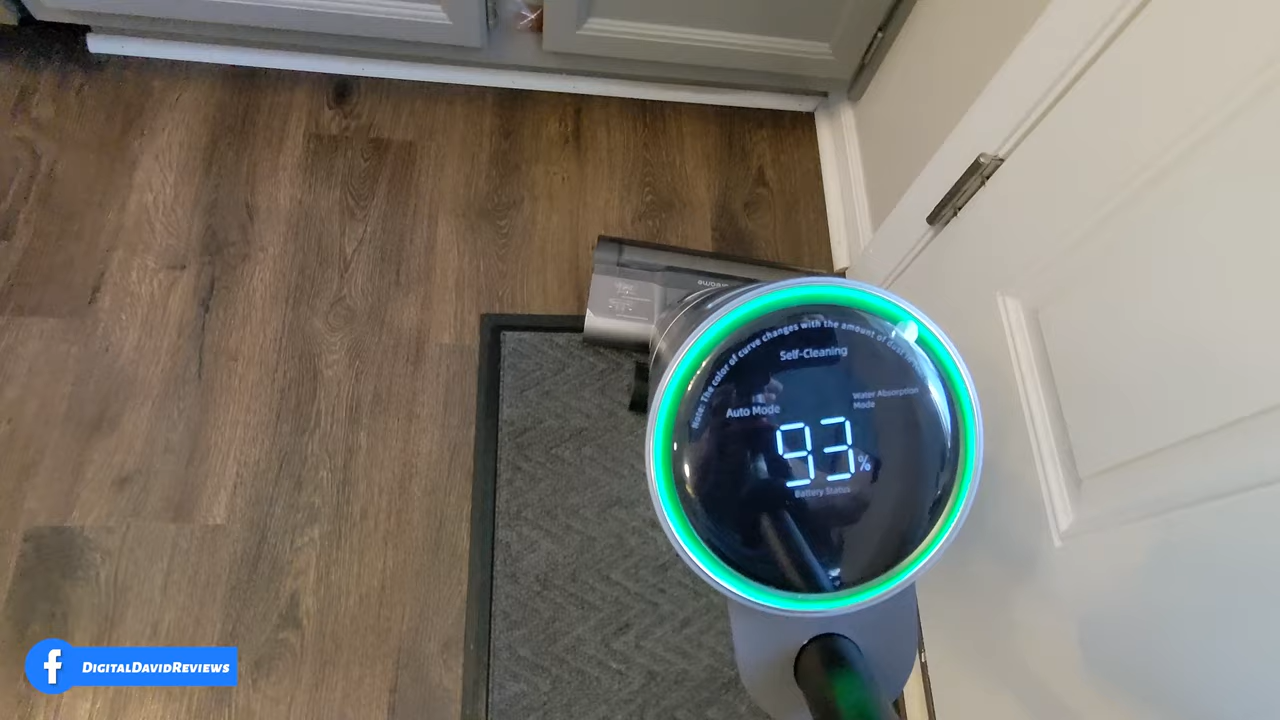 Note: The color of curve changes with the amount of
Self-Cleaning
Auto Mode
Water Absorption
Mode
93%
Battery Status
f DigitalDavidReviews